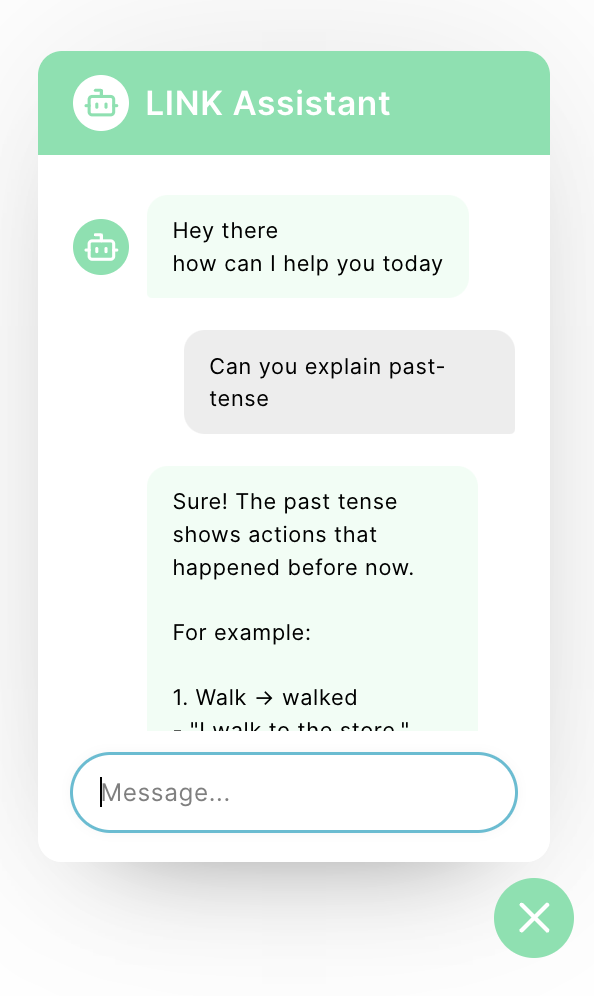 LINK Assistant
Hey there
how can I help you today
Can you explain past-
tense
Sure! The past tense
shows actions that
happened before now.
For example:
1. Walk → walked
- "I walk to the store."
Message...